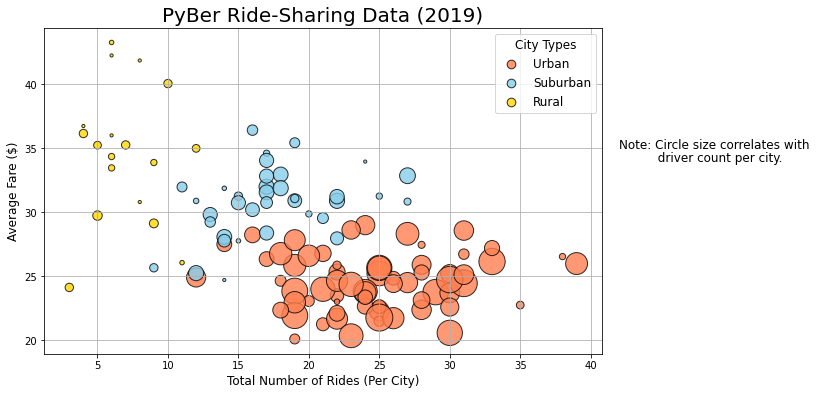 PyBer Ride-Sharing Data (2019)
City Types
Urban
Suburban
Rural
Note: Circle size correlates with
driver count per city.
Average Fare ($)
40
35
30
25
20
5
10
15
20
25
30
35
40
Total Number of Rides (Per City)